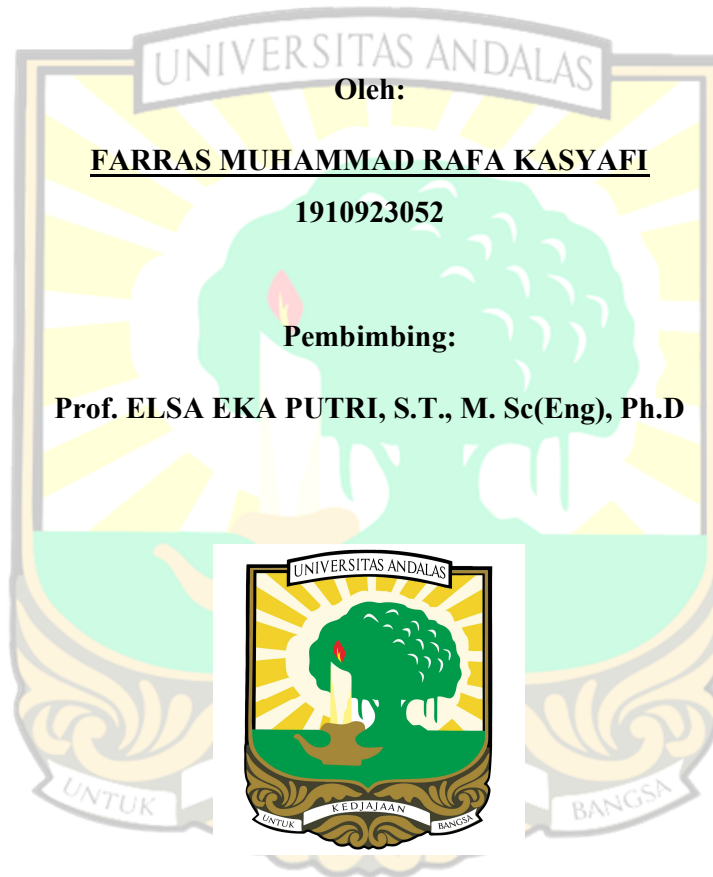 UNIVERSITAS ANDALAS
Oleh:
FARRAS MUHAMMAD RAFA KASYAFI
1910923052
Pembimbing:
Prof. ELSA EKA PUTRI, S.T., M. Sc(Eng), Ph.D
UNIVERSITAS ANDALAS
UNTUK KEDJAJAAN BANGSA
UNTUK BANGSA